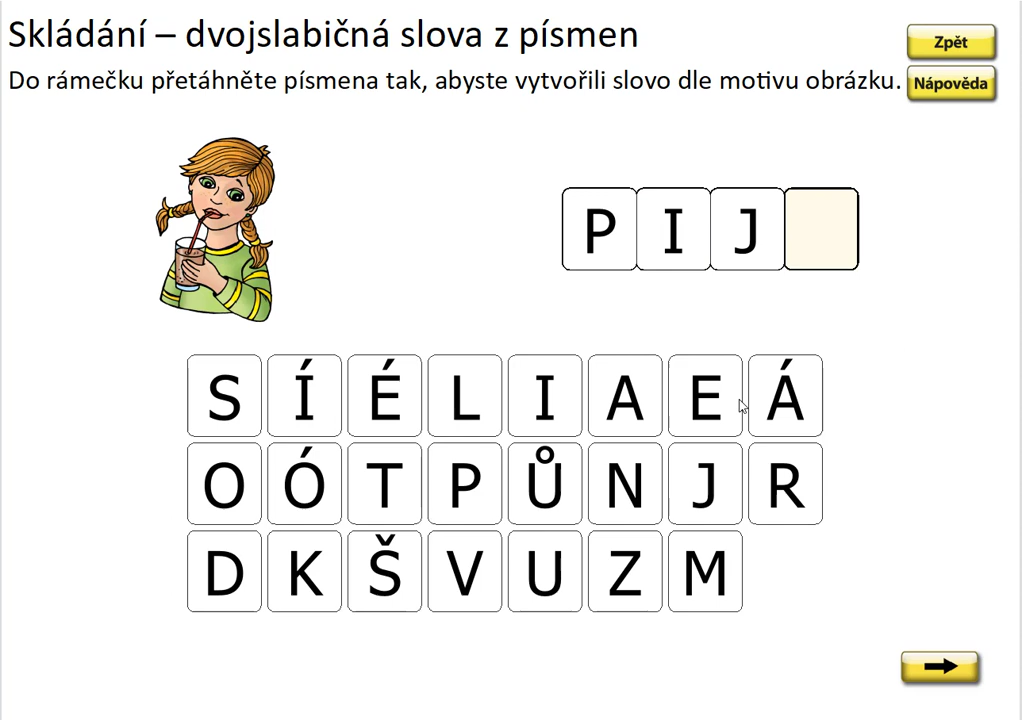 Skládání – dvojslabičná slova z písmen
Zpět
Do rámečku přetáhněte písmena tak, abyste vytvořili slovo dle motivu obrázku.
Nápověda
P I J
S Í É L I A E Á
O Ó T P Ů N J R
D K Š V U Z M